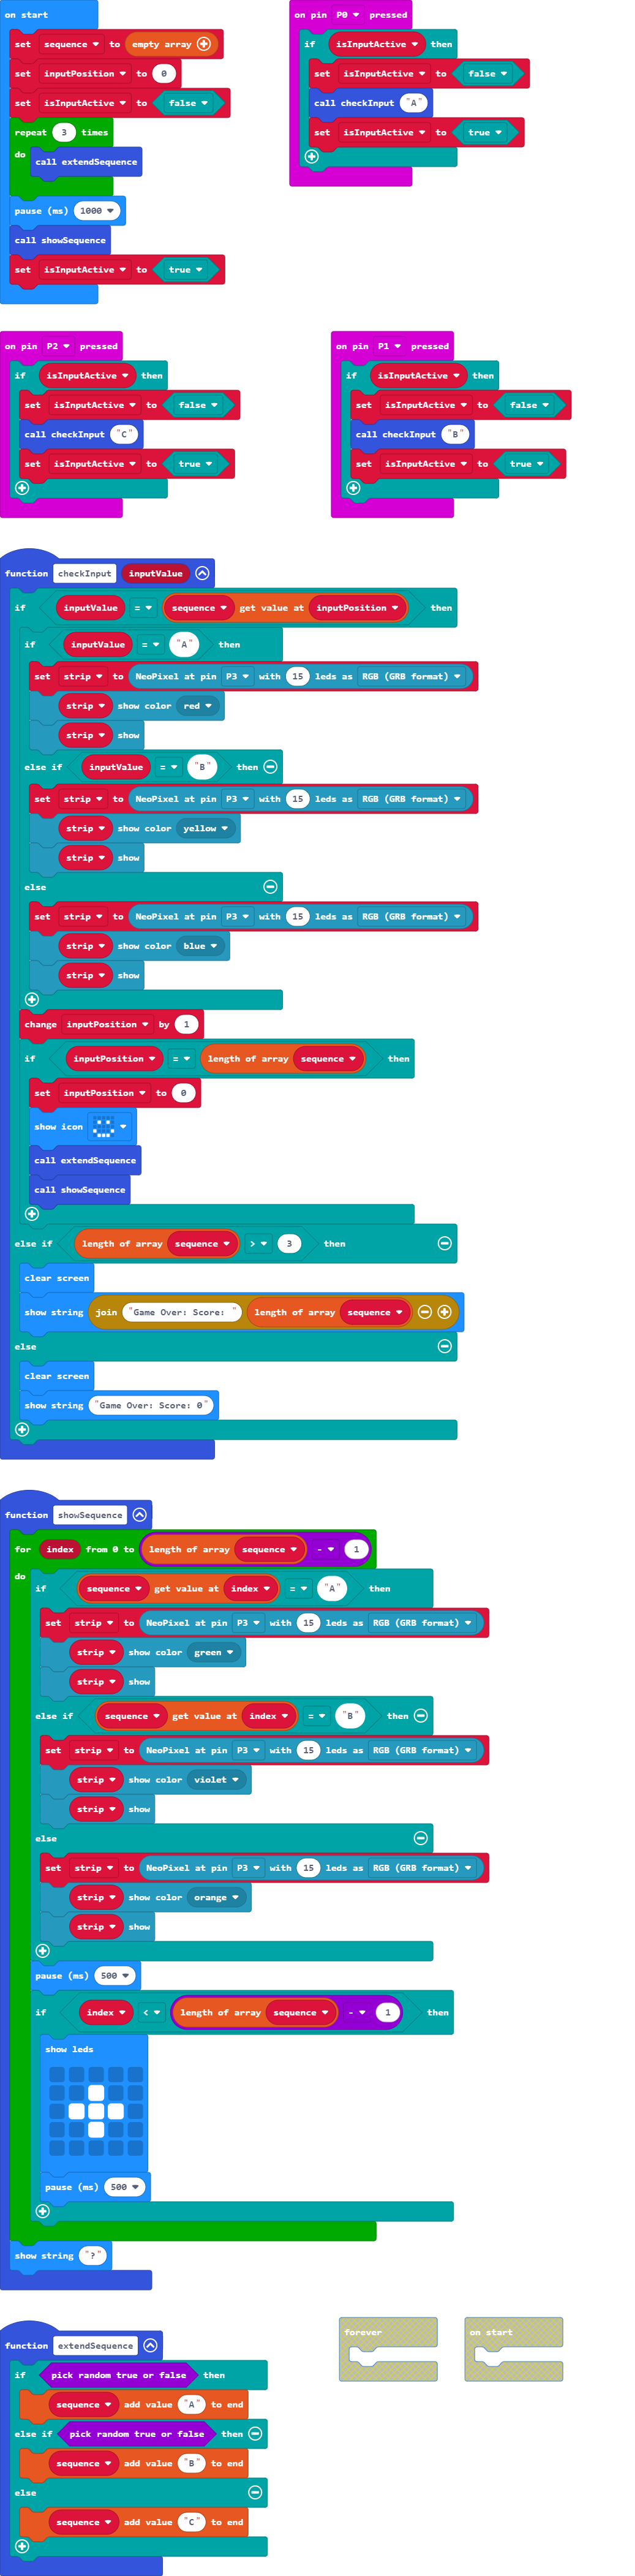 on start
set sequence to empty array
set inputPosition to 0
set isInputActive to false
repeat 3 times
do call extendSequence
pause (ms) 1000
call showSequence
set isInputActive to true
on pin P0 pressed
if isInputActive then
set isInputActive to false
call checkInput "A"
set isInputActive to true
on pin P2 pressed
if isInputActive then
set isInputActive to false
call checkInput "C"
set isInputActive to true
on pin P1 pressed
if isInputActive then
set isInputActive to false
call checkInput "B"
set isInputActive to true
function checkInput inputValue
if inputValue = sequence get value at inputPosition then
if inputValue = "A" then
set strip to NeoPixel at pin P3 with 15 leds as RGB (GRB format)
strip show color red
strip show
else if inputValue = "B" then
set strip to NeoPixel at pin P3 with 15 leds as RGB (GRB format)
strip show color yellow
strip show
else
set strip to NeoPixel at pin P3 with 15 leds as RGB (GRB format)
strip show color blue
strip show
change inputPosition by 1
if inputPosition = length of array sequence then
set inputPosition to 0
show icon
call extendSequence
call showSequence
else if length of array sequence > 3 then
clear screen
show string join "Game Over: Score: " length of array sequence
else
clear screen
show string "Game Over: Score: 0"
function showSequence
for index from 0 to length of array sequence - 1
do if sequence get value at index = "A" then
set strip to NeoPixel at pin P3 with 15 leds as RGB (GRB format)
strip show color green
strip show
else if sequence get value at index = "B" then
set strip to NeoPixel at pin P3 with 15 leds as RGB (GRB format)
strip show color violet
strip show
else
set strip to NeoPixel at pin P3 with 15 leds as RGB (GRB format)
strip show color orange
strip show
pause (ms) 500
if index < length of array sequence - 1 then
show leds
pause (ms) 500
show string "?"
function extendSequence
if pick random true or false then
sequence add value "A" to end
else if pick random true or false then
sequence add value "B" to end
else
sequence add value "C" to end
forever
on start